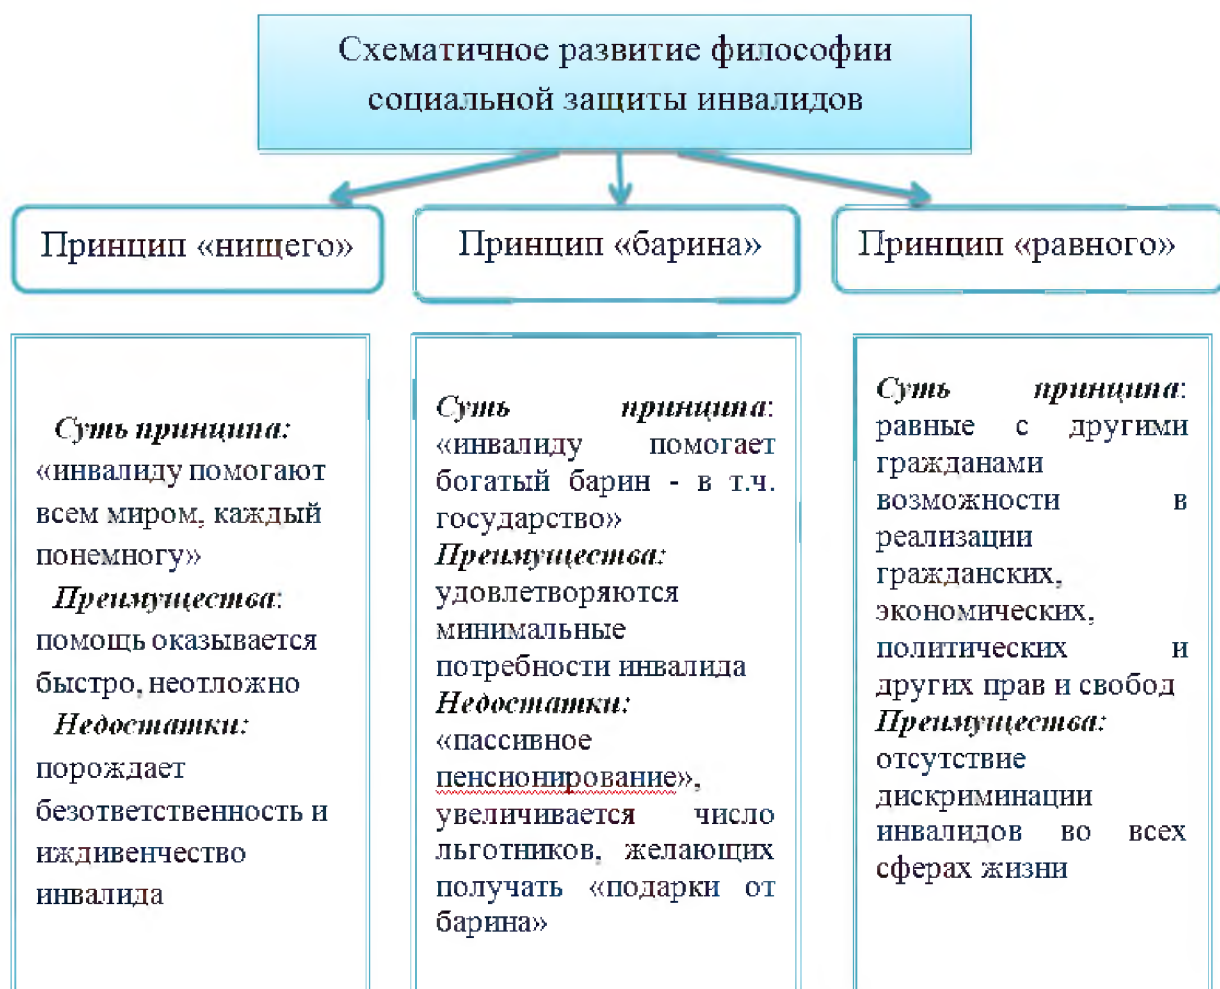 Схематичное развитие философии
социальной защиты инвалидов
Принцип «нищего»
Принцип «барина»
Принцип «равного»
Суть принципа:
«инвалиду помогают
всем миром, каждый
понемногу»
Преимущества:
помощь оказывается
быстро, неотложно
Недостатки:
порождает
безответственность и
иждивенчество
инвалида
Суть принципа:
«инвалиду помогает
богатый барин - в т.ч.
государство»
Преимущества:
удовлетворяются
минимальные
потребности инвалида
Недостатки:
«пассивное
пенсионирование»,
увеличивается число
льготников, желающих
получать «подарки от
барина»
Суть принципа:
равные с другими
гражданами
возможности в
реализации
гражданских,
экономических,
политических и
других прав и свобод
Преимущества:
отсутствие
дискриминации
инвалидов во всех
сферах жизни